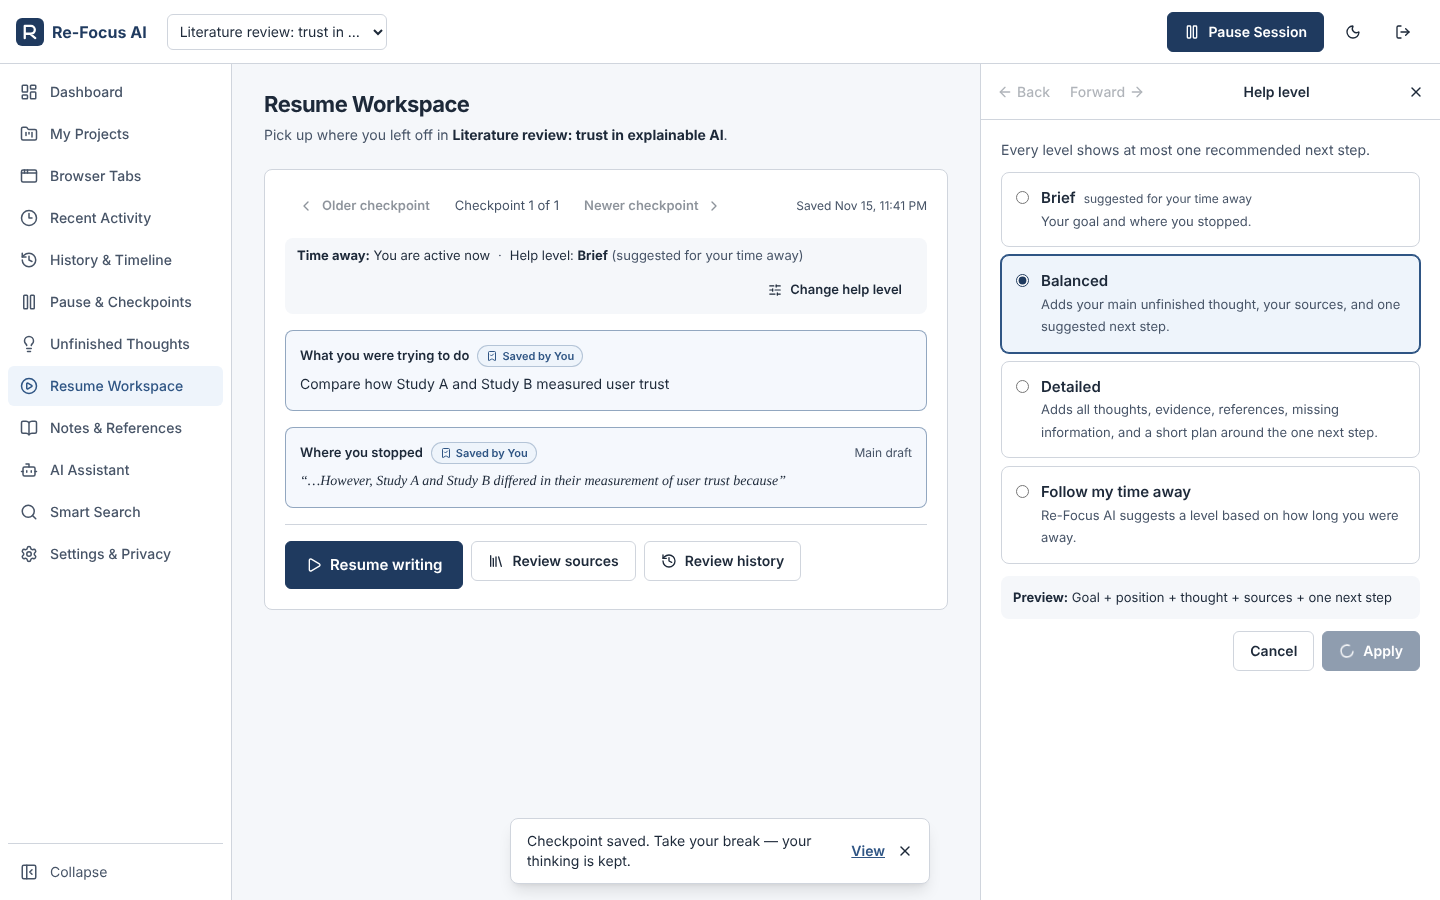 Re-Focus AI
Literature review: trust in ...
Pause Session
Dashboard
My Projects
Browser Tabs
Recent Activity
History & Timeline
Pause & Checkpoints
Unfinished Thoughts
Resume Workspace
Notes & References
AI Assistant
Smart Search
Settings & Privacy
Collapse
Resume Workspace
Pick up where you left off in Literature review: trust in explainable AI.
Older checkpoint Checkpoint 1 of 1 Newer checkpoint Saved Nov 15, 11:41 PM
Time away: You are active now · Help level: Brief (suggested for your time away)
Change help level
What you were trying to do Saved by You
Compare how Study A and Study B measured user trust
Where you stopped Saved by You Main draft
“…However, Study A and Study B differed in their measurement of user trust because”
Resume writing Review sources Review history
Checkpoint saved. Take your break — your
thinking is kept.
View
Back Forward Help level
Every level shows at most one recommended next step.
Brief suggested for your time away
Your goal and where you stopped.
Balanced
Adds your main unfinished thought, your sources, and one
suggested next step.
Detailed
Adds all thoughts, evidence, references, missing
information, and a short plan around the one next step.
Follow my time away
Re-Focus AI suggests a level based on how long you were
away.
Preview: Goal + position + thought + sources + one next step
Cancel Apply